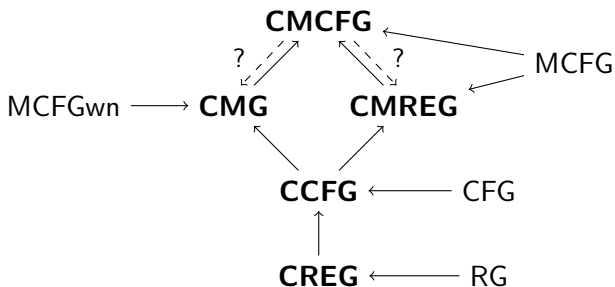 CMCFG
? ?
MCFG
MCFGwn CMG CMREG
CCFG CFG
CREG RG